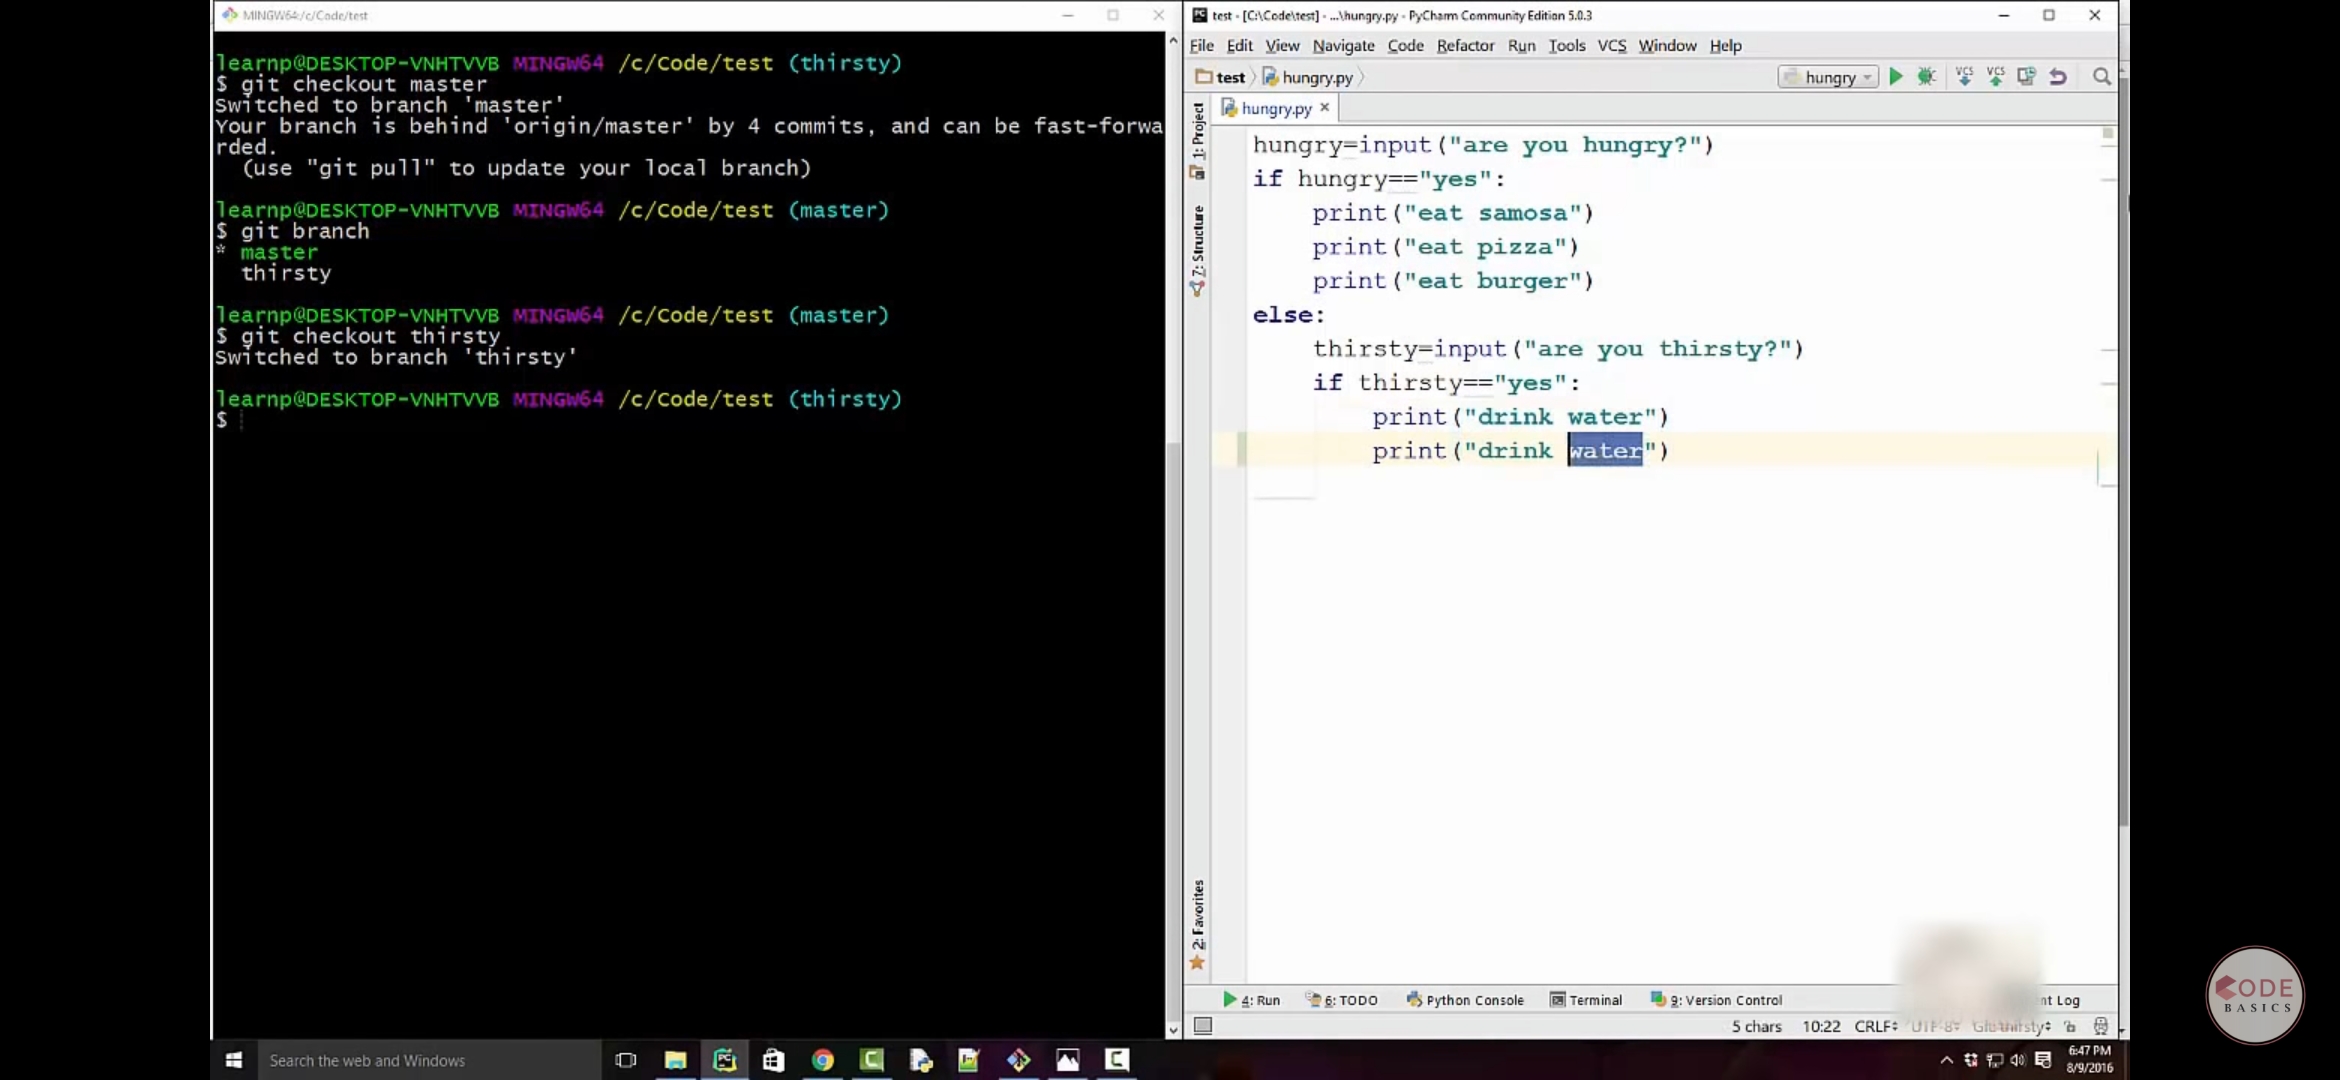 MINGW64:/c/Code/test
learnp@DESKTOP-VNHTVVB MINGW64 /c/Code/test (thirsty)
$ git checkout master
Switched to branch 'master'
Your branch is behind 'origin/master' by 4 commits, and can be fast-forwa
rded.
(use "git pull" to update your local branch)
learnp@DESKTOP-VNHTVVB MINGW64 /c/Code/test (master)
$ git branch
* master
thirsty
learnp@DESKTOP-VNHTVVB MINGW64 /c/Code/test (master)
$ git checkout thirsty
Switched to branch 'thirsty'
learnp@DESKTOP-VNHTVVB MINGW64 /c/Code/test (thirsty)
$
test - [C:\Code\test] - ...\hungry.py - PyCharm Community Edition 5.0.3
File Edit View Navigate Code Refactor Run Tools VCS Window Help
test hungry.py hungry VCS VCS
hungry.py
1: Project
7: Structure
2: Favorites
hungry=input("are you hungry?")
if hungry=="yes":
    print("eat samosa")
    print("eat pizza")
    print("eat burger")
else:
    thirsty=input("are you thirsty?")
    if thirsty=="yes":
        print("drink water")
        print("drink water")
4: Run 6: TODO Python Console Terminal 9: Version Control nt Log
5 chars 10:22 CRLF UTF-8 Git: thirsty
CODE
BASICS
Search the web and Windows
6:47 PM
8/9/2016